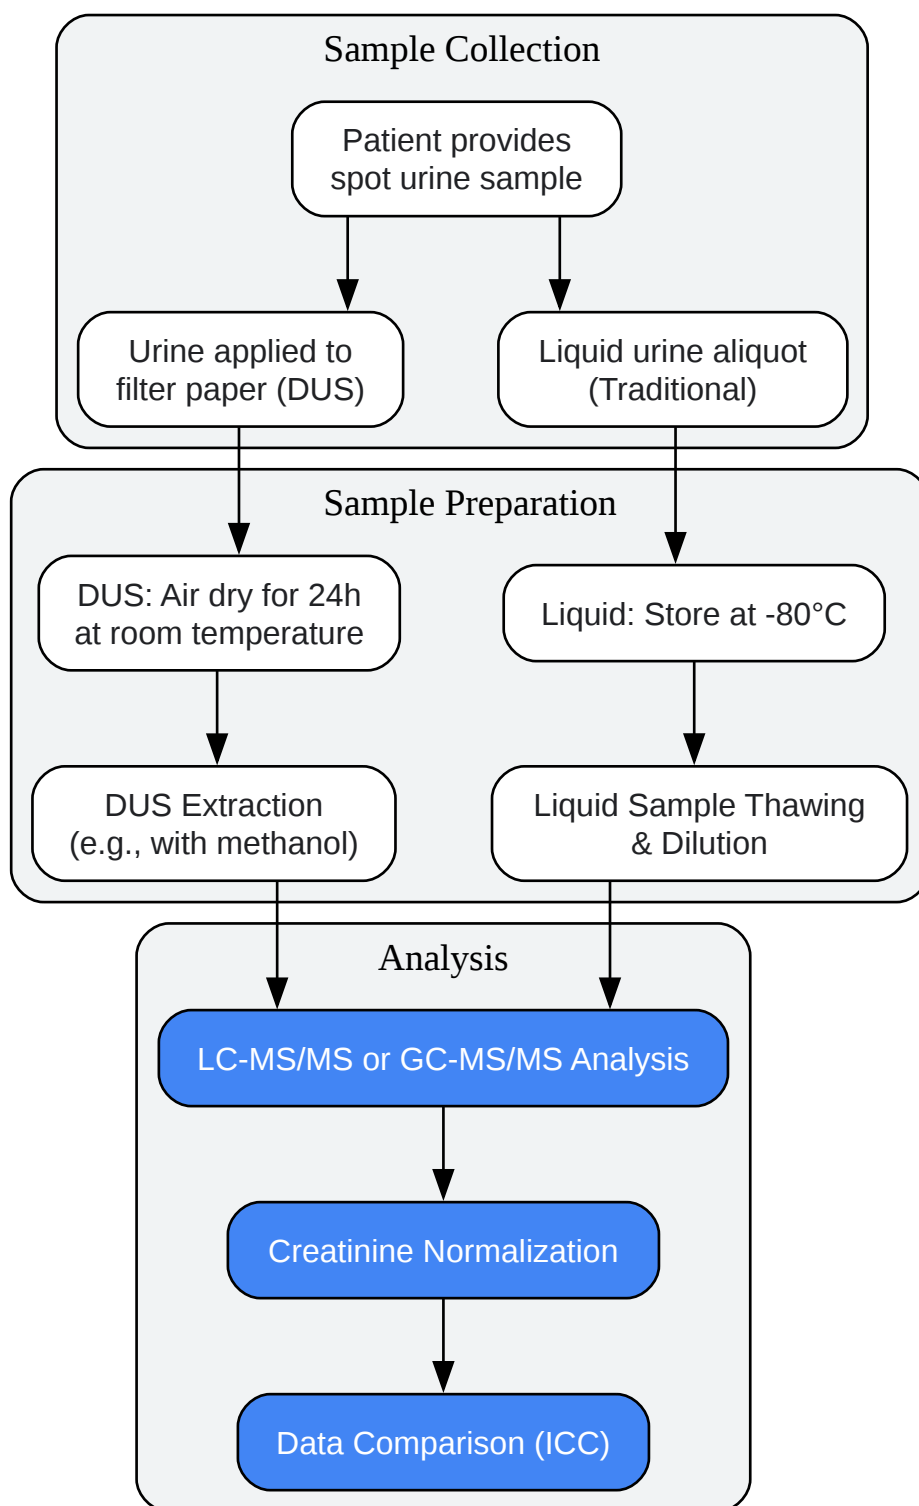 Sample Collection
Patient provides
spot urine sample
Urine applied to
filter paper (DUS)
Liquid urine aliquot
(Traditional)
Sample Preparation
DUS: Air dry for 24h
at room temperature
Liquid: Store at -80°C
DUS Extraction
(e.g., with methanol)
Liquid Sample Thawing
& Dilution
Analysis
LC-MS/MS or GC-MS/MS Analysis
Creatinine Normalization
Data Comparison (ICC)